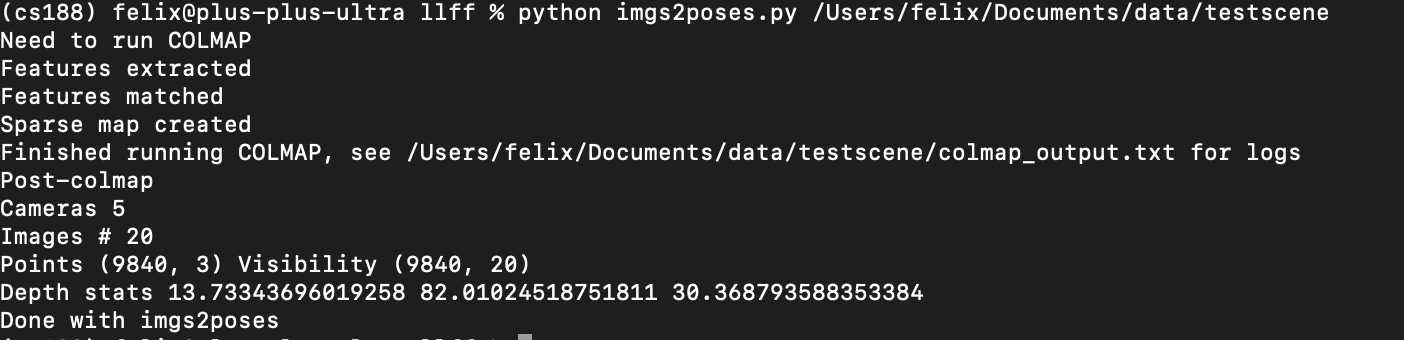 (cs188) felix@plus-plus-ultra llff % python imgs2poses.py /Users/felix/Documents/data/testscene
Need to run COLMAP
Features extracted
Features matched
Sparse map created
Finished running COLMAP, see /Users/felix/Documents/data/testscene/colmap_output.txt for logs
Post-colmap
Cameras 5
Images # 20
Points (9840, 3) Visibility (9840, 20)
Depth stats 13.73343696019258 82.01024518751811 30.368793588353384
Done with imgs2poses